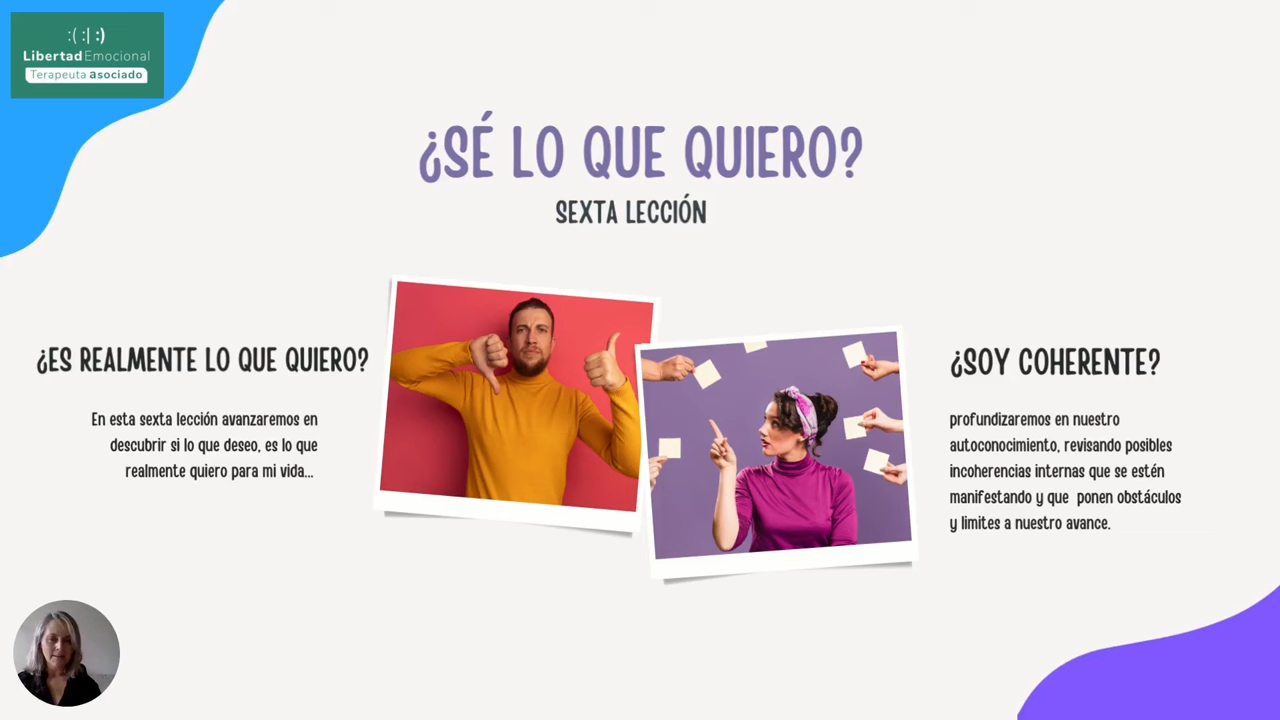 :( :| :)
LibertadEmocional
Terapeuta asociado
¿SÉ LO QUE QUIERO?
SEXTA LECCIÓN
¿ES REALMENTE LO QUE QUIERO?
En esta sexta lección avanzaremos en
descubrir si lo que deseo, es lo que
realmente quiero para mi vida...
¿SOY COHERENTE?
profundizaremos en nuestro
autoconocimiento, revisando posibles
incoherencias internas que se estén
manifestando y que ponen obstáculos
y limites a nuestro avance.